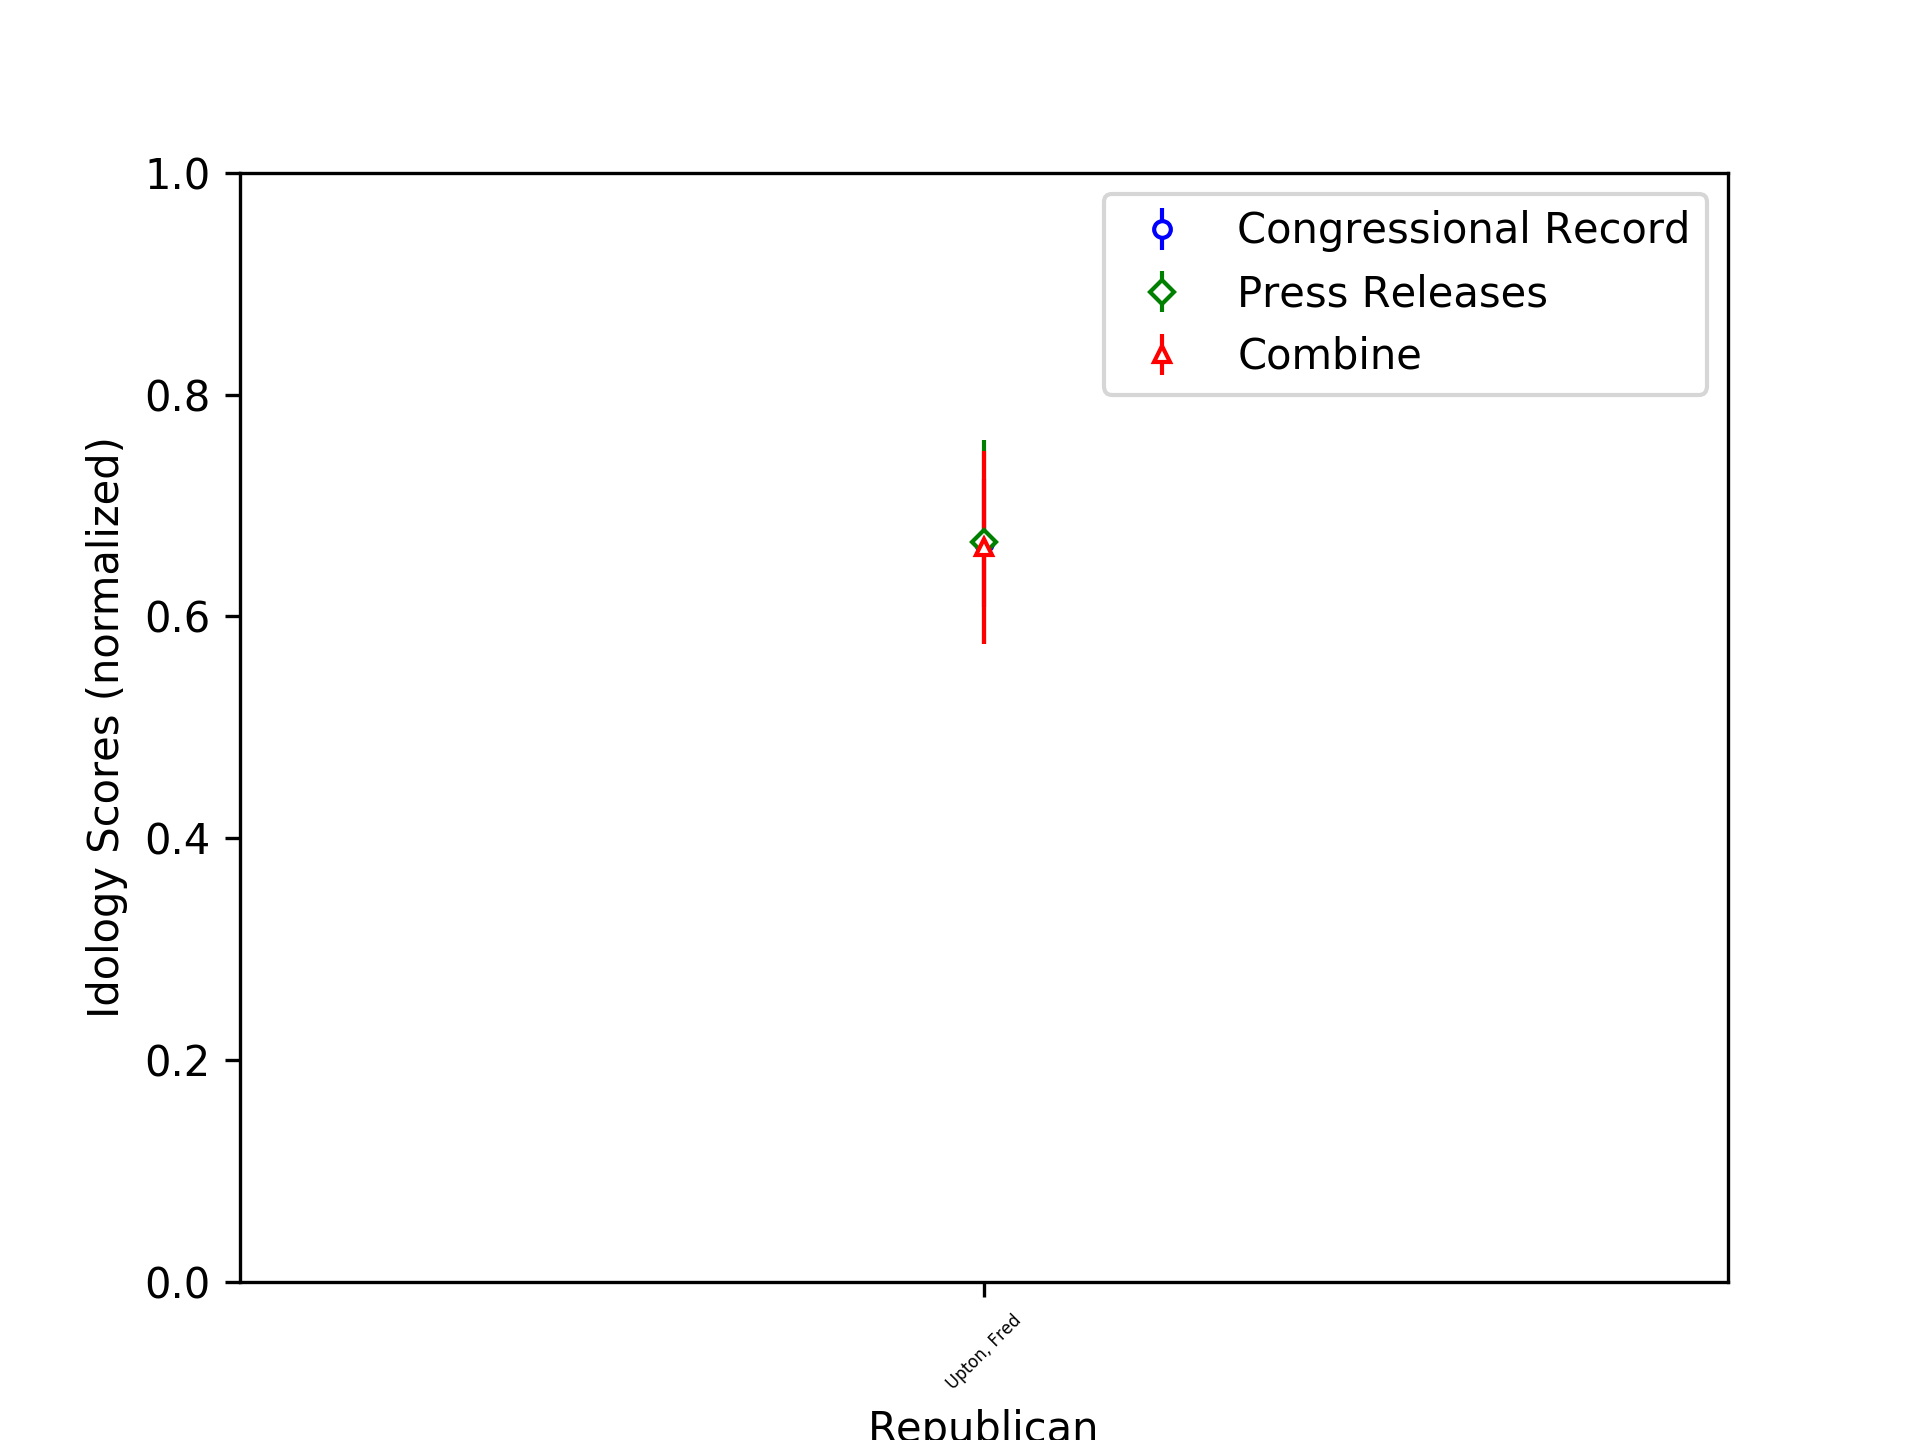 1.0
0.8
0.6
0.4
0.2
0.0
Idology Scores (normalized)
Congressional Record
Press Releases
Combine
Upton, Fred
Republican